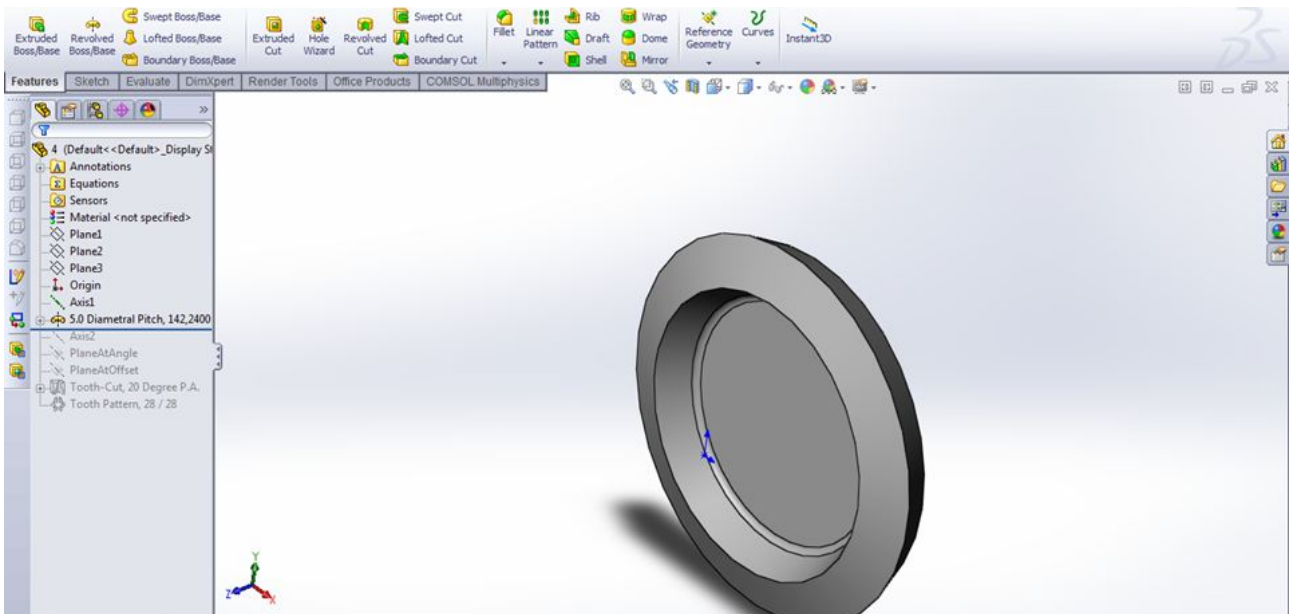 Extruded Boss/Base
Revolved Boss/Base
Swept Boss/Base
Lofted Boss/Base
Boundary Boss/Base
Extruded Cut
Hole Wizard
Revolved Cut
Swept Cut
Lofted Cut
Boundary Cut
Fillet
Linear Pattern
Rib
Draft
Shell
Wrap
Dome
Mirror
Reference Geometry
Curves
Instant3D
Features
Sketch
Evaluate
DimXpert
Render Tools
Office Products
COMSOL Multiphysics
4 (Default<<Default>_Display St
Annotations
Equations
Sensors
Material <not specified>
Plane1
Plane2
Plane3
Origin
Axis1
5.0 Diametral Pitch, 142,2400
Axis2
PlaneAtAngle
PlaneAtOffset
Tooth-Cut, 20 Degree P.A.
Tooth Pattern, 28 / 28
Y
Z
X